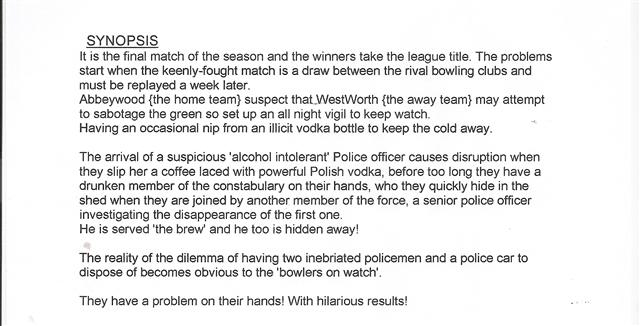 SYNOPSIS
It is the final match of the season and the winners take the league title. The problems
start when the keenly-fought match is a draw between the rival bowling clubs and
must be replayed a week later.
Abbeywood {the home team} suspect that WestWorth {the away team} may attempt
to sabotage the green so set up an all night vigil to keep watch.
Having an occasional nip from an illicit vodka bottle to keep the cold away.
The arrival of a suspicious 'alcohol intolerant' Police officer causes disruption when
they slip her a coffee laced with powerful Polish vodka, before too long they have a
drunken member of the constabulary on their hands, who they quickly hide in the
shed when they are joined by another member of the force, a senior police officer
investigating the disappearance of the first one.
He is served 'the brew' and he too is hidden away!
The reality of the dilemma of having two inebriated policemen and a police car to
dispose of becomes obvious to the 'bowlers on watch'.
They have a problem on their hands! With hilarious results!